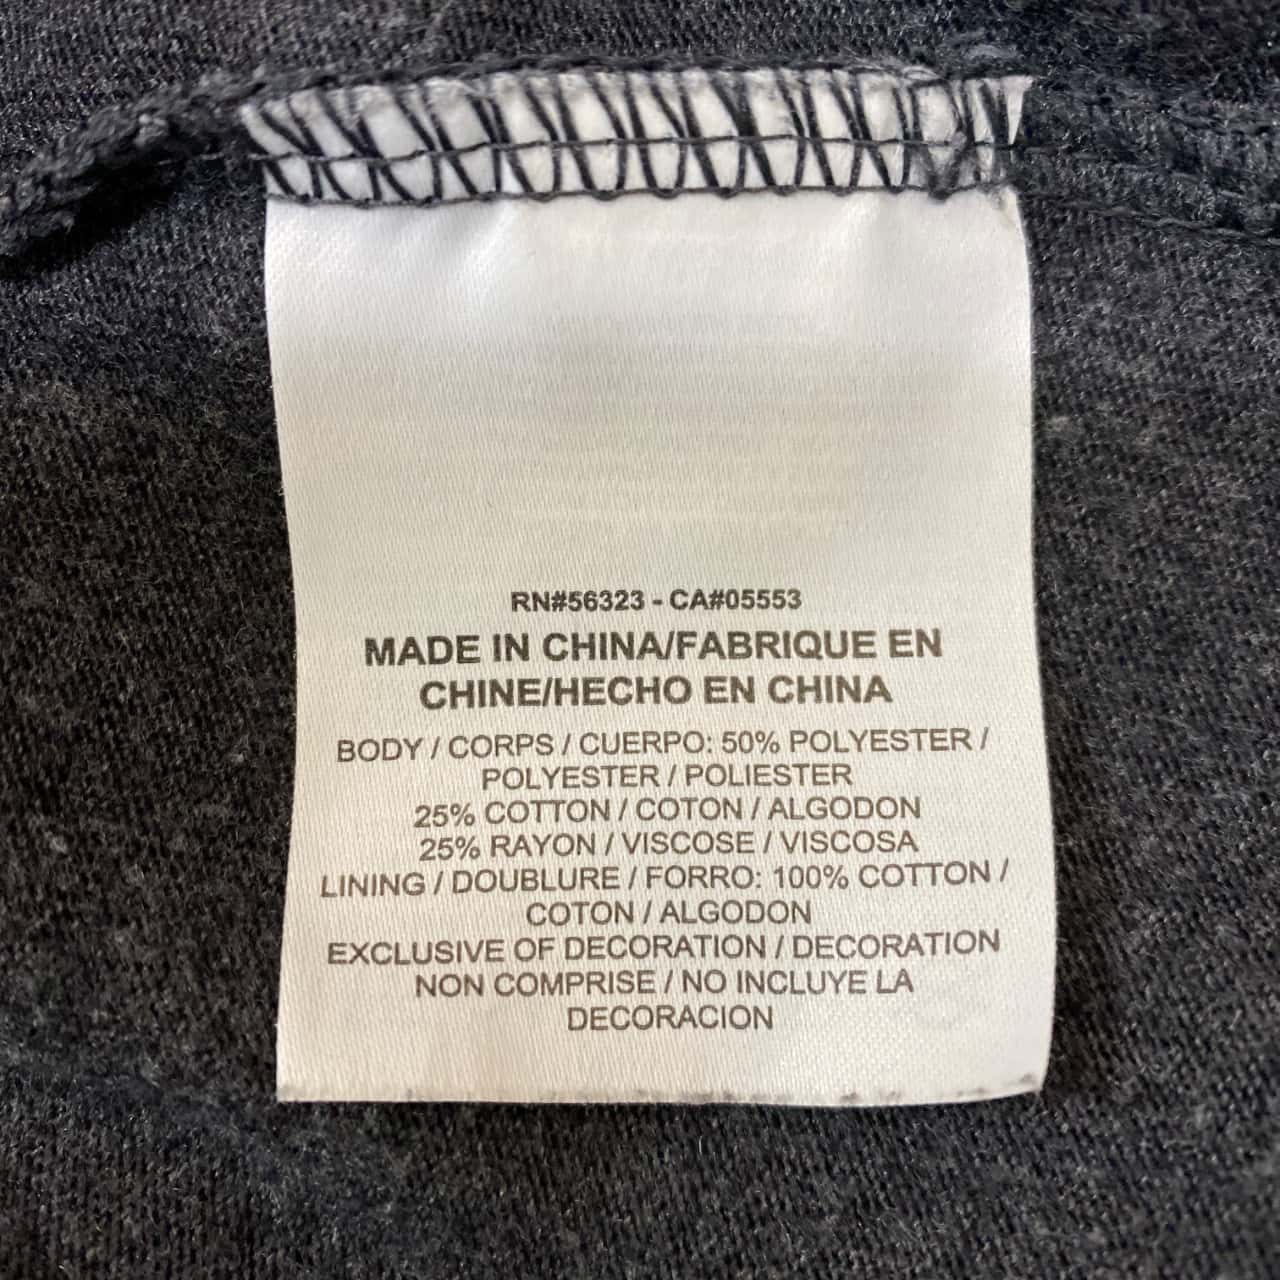 RN#56323 - CA#05553
MADE IN CHINA/FABRIQUE EN
CHINE/HECHO EN CHINA
BODY / CORPS / CUERPO: 50% POLYESTER /
POLYESTER / POLIESTER
25% COTTON / COTON / ALGODON
25% RAYON / VISCOSE / VISCOSA
LINING / DOUBLURE / FORRO: 100% COTTON /
COTON / ALGODON
EXCLUSIVE OF DECORATION / DECORATION
NON COMPRISE / NO INCLUYE LA
DECORACION